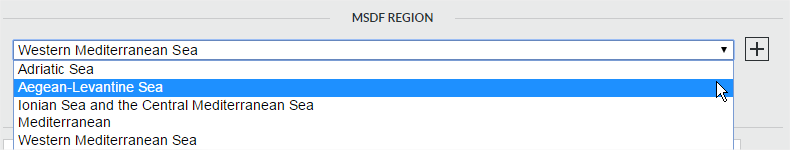 MSDF REGION
Western Mediterranean Sea
Adriatic Sea
Aegean-Levantine Sea
Ionian Sea and the Central Mediterranean Sea
Mediterranean
Western Mediterranean Sea